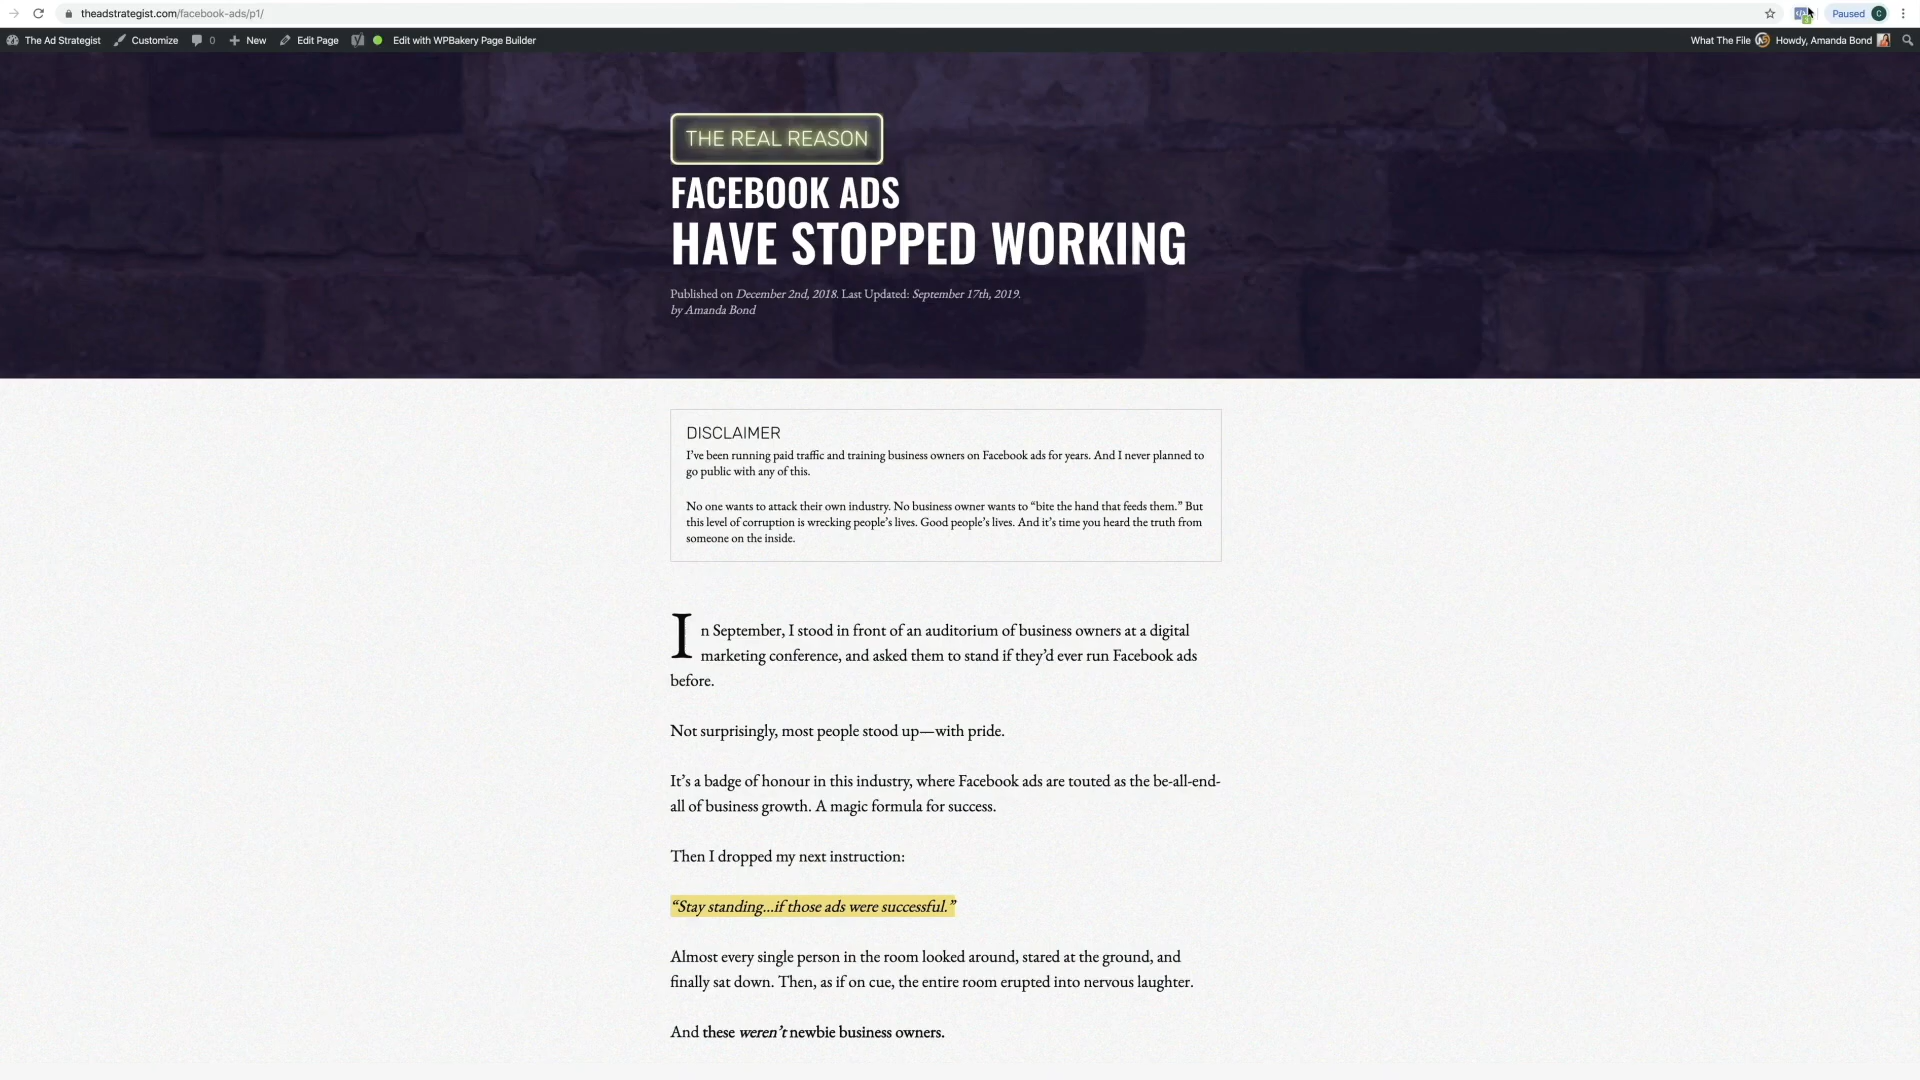 theadstrategist.com/facebook-ads/p1/
Paused C
The Ad Strategist Customize 0 New Edit Page Edit with WPBakery Page Builder
What The File Howdy, Amanda Bond
THE REAL REASON
FACEBOOK ADS
HAVE STOPPED WORKING
Published on December 2nd, 2018. Last Updated: September 17th, 2019.
by Amanda Bond
DISCLAIMER
I’ve been running paid traffic and training business owners on Facebook ads for years. And I never planned to
go public with any of this.
No one wants to attack their own industry. No business owner wants to “bite the hand that feeds them.” But
this level of corruption is wrecking people’s lives. Good people’s lives. And it’s time you heard the truth from
someone on the inside.
In September, I stood in front of an auditorium of business owners at a digital
marketing conference, and asked them to stand if they’d ever run Facebook ads
before.
Not surprisingly, most people stood up—with pride.
It’s a badge of honour in this industry, where Facebook ads are touted as the be-all-end-
all of business growth. A magic formula for success.
Then I dropped my next instruction:
“Stay standing...if those ads were successful.”
Almost every single person in the room looked around, stared at the ground, and
finally sat down. Then, as if on cue, the entire room erupted into nervous laughter.
And these weren’t newbie business owners.